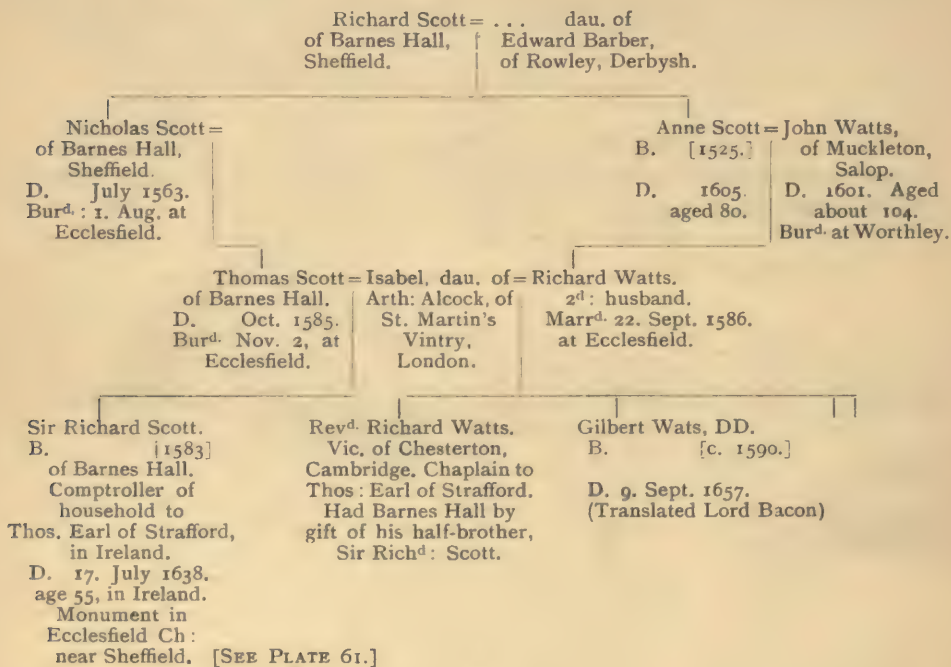 Richard Scott = ... dau. of
of Barnes Hall, Edward Barber,
Sheffield. of Rowley, Derbysh.
Nicholas Scott =
of Barnes Hall,
Sheffield.
D. July 1563.
Burd. : 1. Aug. at
Ecclesfield.
Anne Scott = John Watts,
B. [1525.] of Muckleton,
Salop.
D. 1605. D. 1601. Aged
aged 80. about 104.
Burd. at Worthley.
Thomas Scott = Isabel, dau. of = Richard Watts.
of Barnes Hall. Arth: Alcock, of 2d: husband.
D. Oct. 1585. St. Martin's Marrd. 22. Sept. 1586.
Burd. Nov. 2, at Vintry, at Ecclesfield.
Ecclesfield. London.
Sir Richard Scott.
B. [1583]
of Barnes Hall.
Comptroller of
household to
Thos. Earl of Strafford,
in Ireland.
D. 17. July 1638.
age 55, in Ireland.
Monument in
Ecclesfield Ch:
near Sheffield. [SEE PLATE 61.]
Revd. Richard Watts.
Vic. of Chesterton,
Cambridge. Chaplain to
Thos: Earl of Strafford.
Had Barnes Hall by
gift of his half-brother,
Sir Richd: Scott.
Gilbert Wats, DD.
B. [c. 1590.]
D. 9. Sept. 1657.
(Translated Lord Bacon)